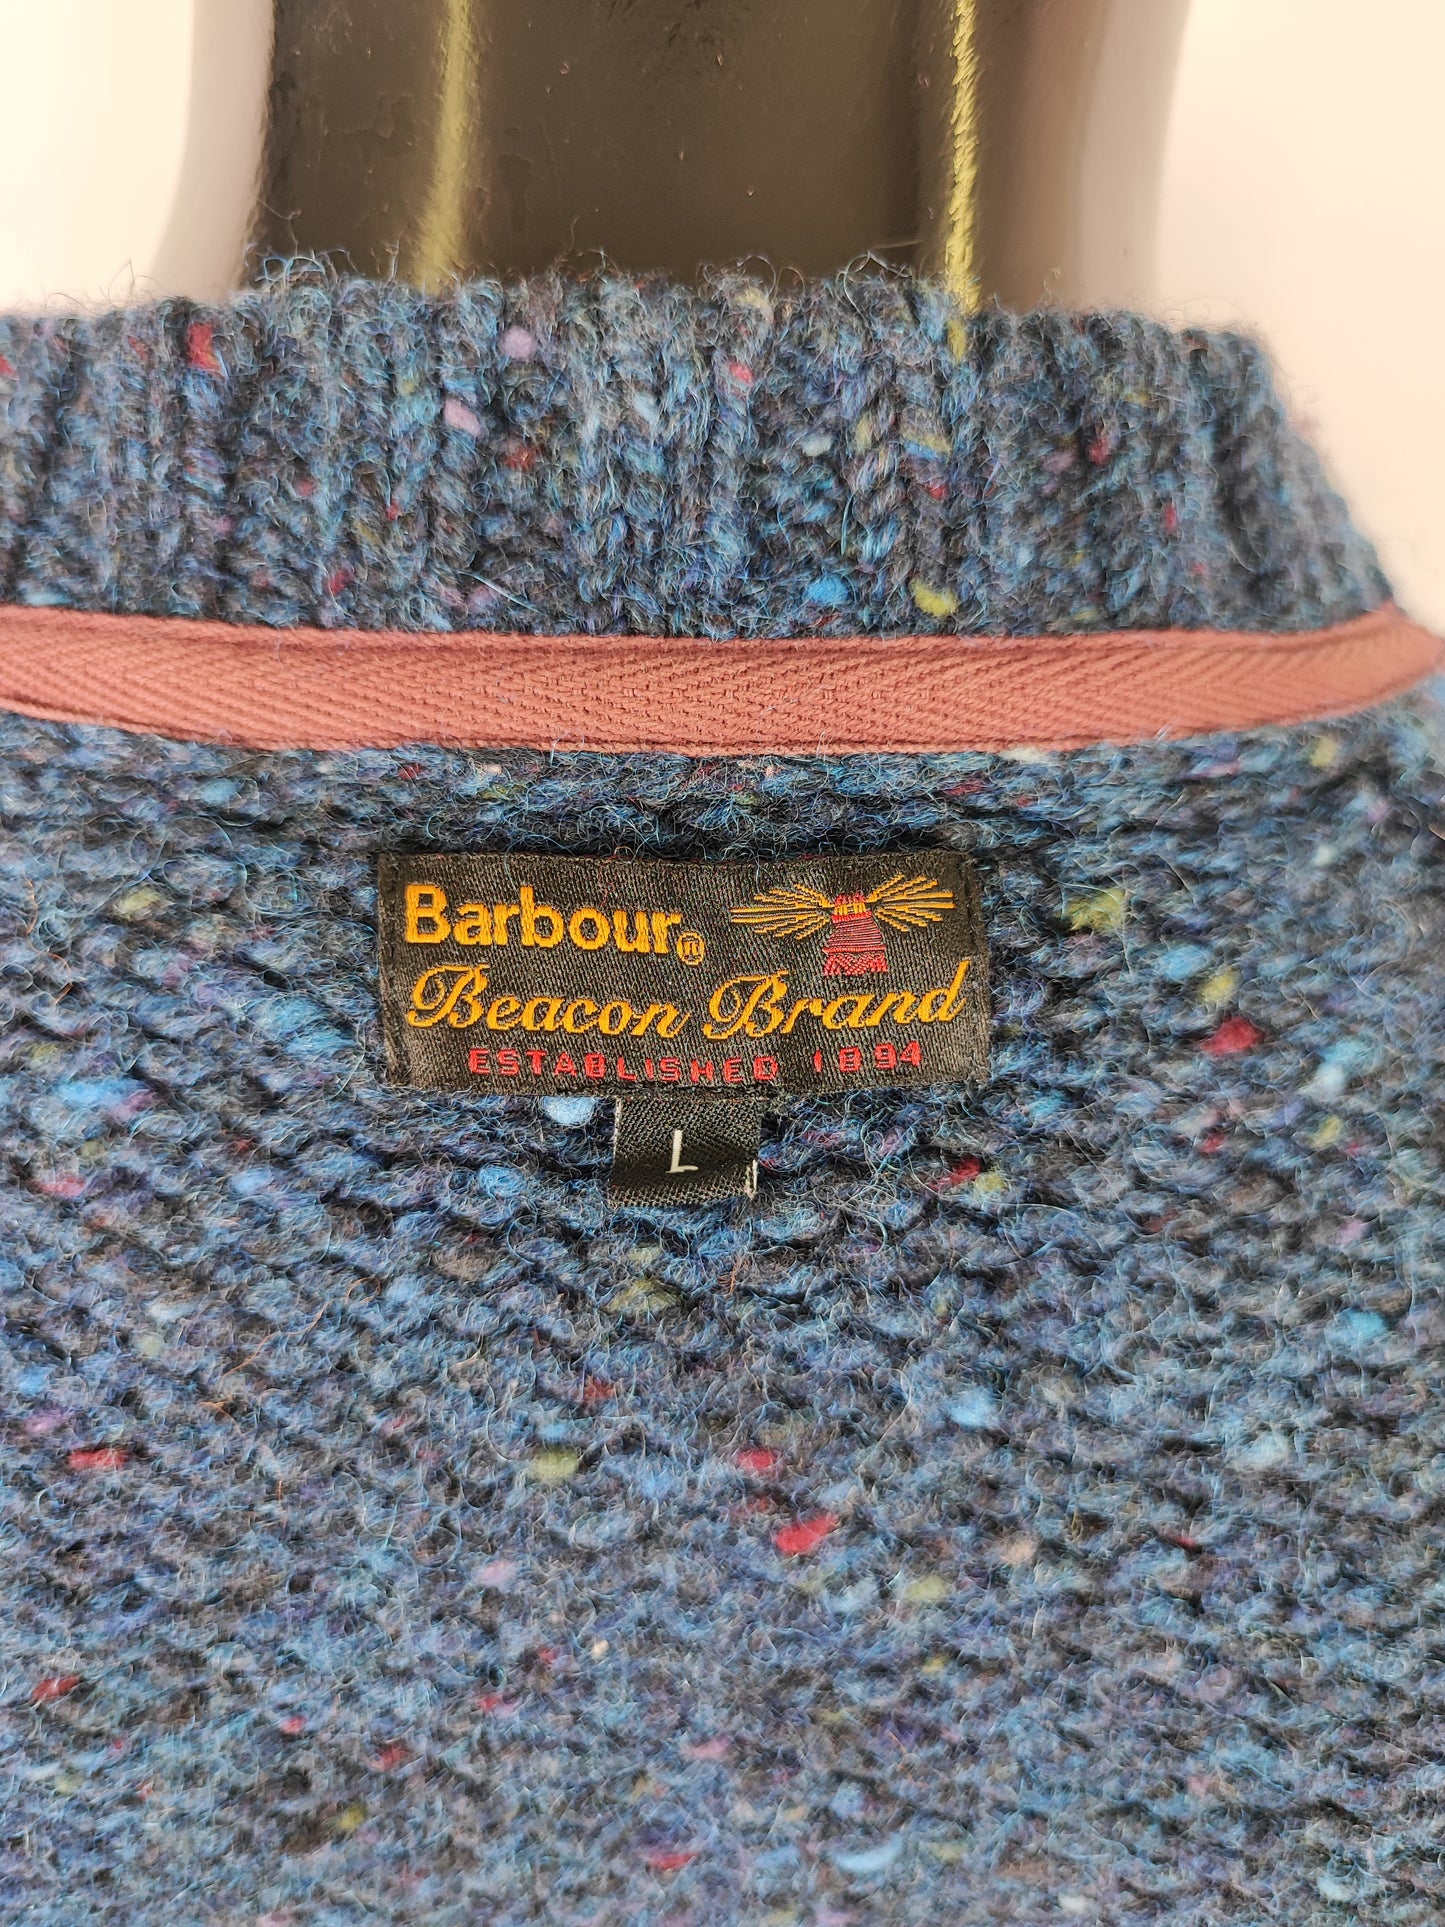 Barbour®
Beacon Brand
ESTABLISHED 1894
L